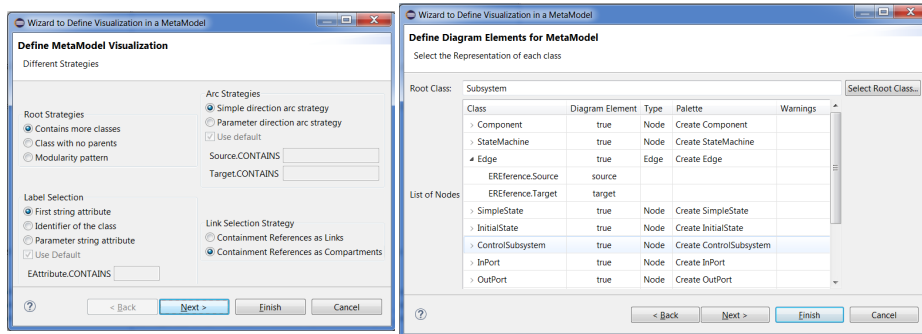 Wizard to Define Visualization in a MetaModel
Define MetaModel Visualization
Different Strategies
Root Strategies
Contains more classes
Class with no parents
Modularity pattern
Arc Strategies
Simple direction arc strategy
Parameter direction arc strategy
Use default
Source.CONTAINS
Target.CONTAINS
Label Selection
First string attribute
Identifier of the class
Parameter string attribute
Use Default
EAttribute.CONTAINS
Link Selection Strategy
Containment References as Links
Containment References as Compartments
? < Back Next > Finish Cancel
Wizard to Define Visualization in a MetaModel
Define Diagram Elements for MetaModel
Select the Representation of each class
Root Class: Subsystem Select Root Class...
Class Diagram Element Type Palette Warnings
Component true Node Create Component
StateMachine true Node Create StateMachine
Edge true Edge Create Edge
EREference.Source source
EREference.Target target
List of Nodes
SimpleState true Node Create SimpleState
InitialState true Node Create InitialState
ControlSubsystem true Node Create ControlSubsystem
InPort true Node Create InPort
OutPort true Node Create OutPort
? < Back Next > Finish Cancel